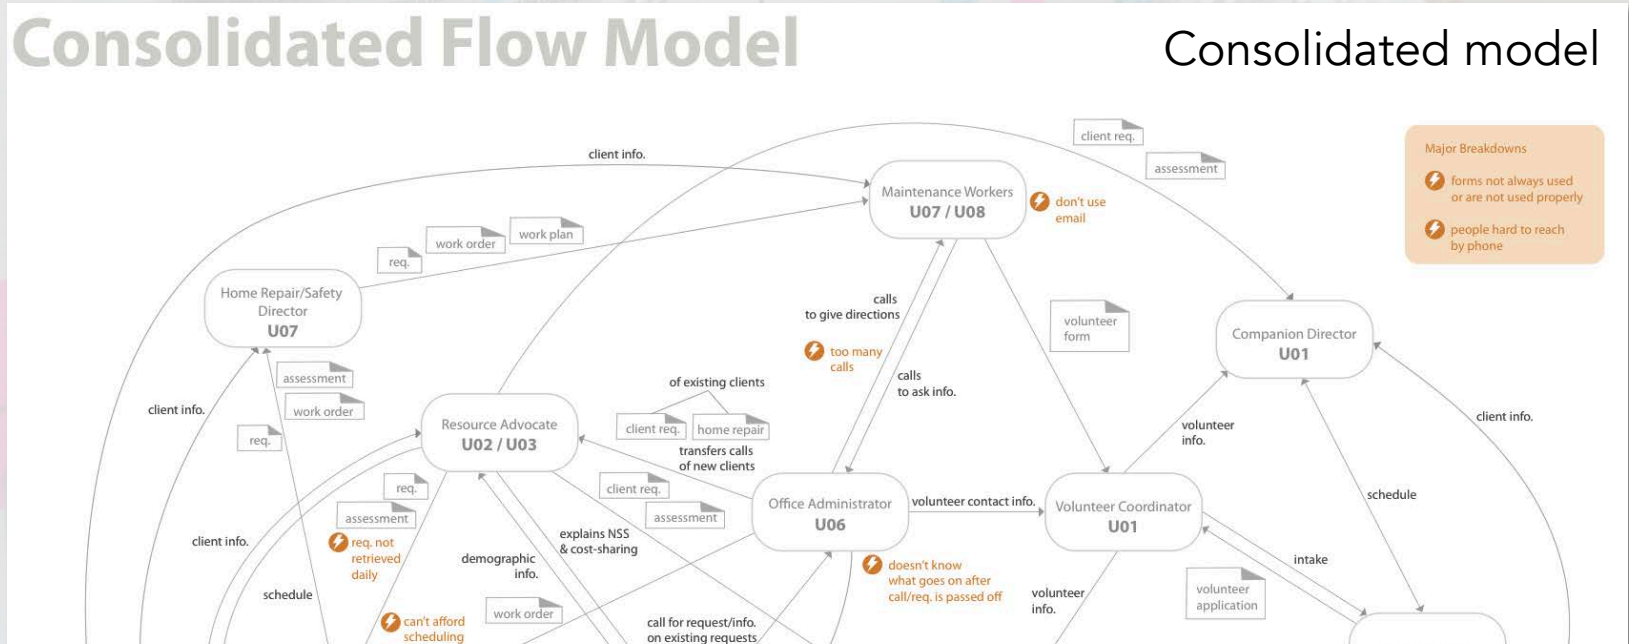 Consolidated Flow Model
Consolidated model
client req.
assessment
Major Breakdowns
forms not always used
or are not used properly
people hard to reach
by phone
client info.
Maintenance Workers
U07 / U08
don't use
email
work plan
work order
req.
Home Repair/Safety
Director
U07
calls
to give directions
too many
calls
calls
to ask info.
volunteer
form
Companion Director
U01
assessment
work order
req.
client info.
Resource Advocate
U02 / U03
of existing clients
client req.
home repair
transfers calls
of new clients
volunteer
info.
client info.
req.
assessment
req. not
retrieved
daily
client req.
assessment
Office Administrator
U06
volunteer contact info.
Volunteer Coordinator
U01
schedule
client info.
explains NSS
& cost-sharing
demographic
info.
doesn't know
what goes on after
call/req. is passed off
intake
volunteer
application
schedule
can't afford
scheduling
work order
call for request/info.
on existing requests
volunteer
info.